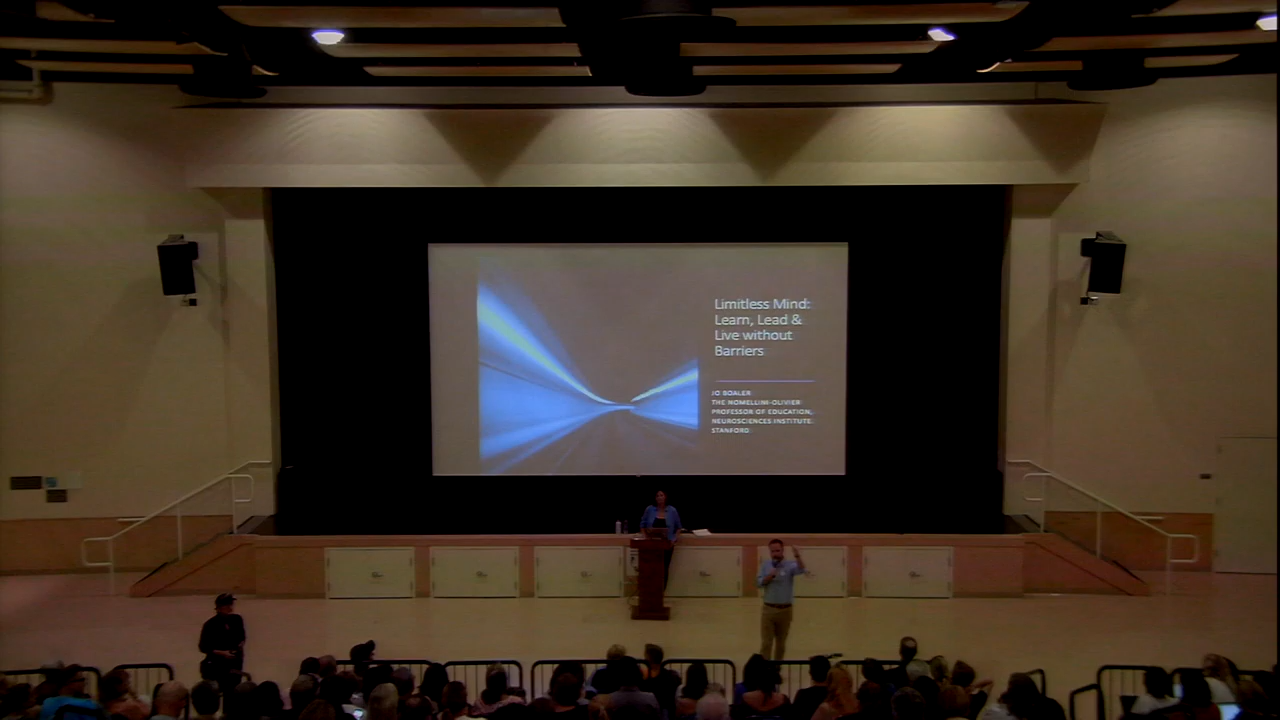 Limitless Mind:
Learn, Lead &
Live without
Barriers
JO BOALER
THE NOMELLINI-OLIVIER
PROFESSOR OF EDUCATION,
NEUROSCIENCES INSTITUTE
STANFORD